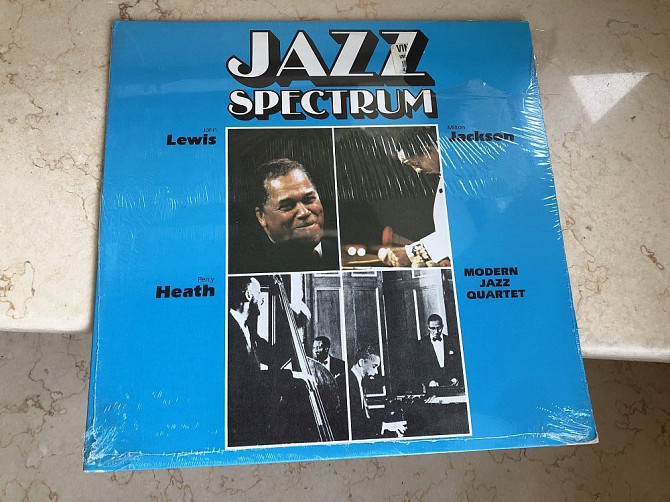 JAZZ
SPECTRUM
John
Lewis
Milton
Jackson
Percy
Heath
MODERN
JAZZ
QUARTET